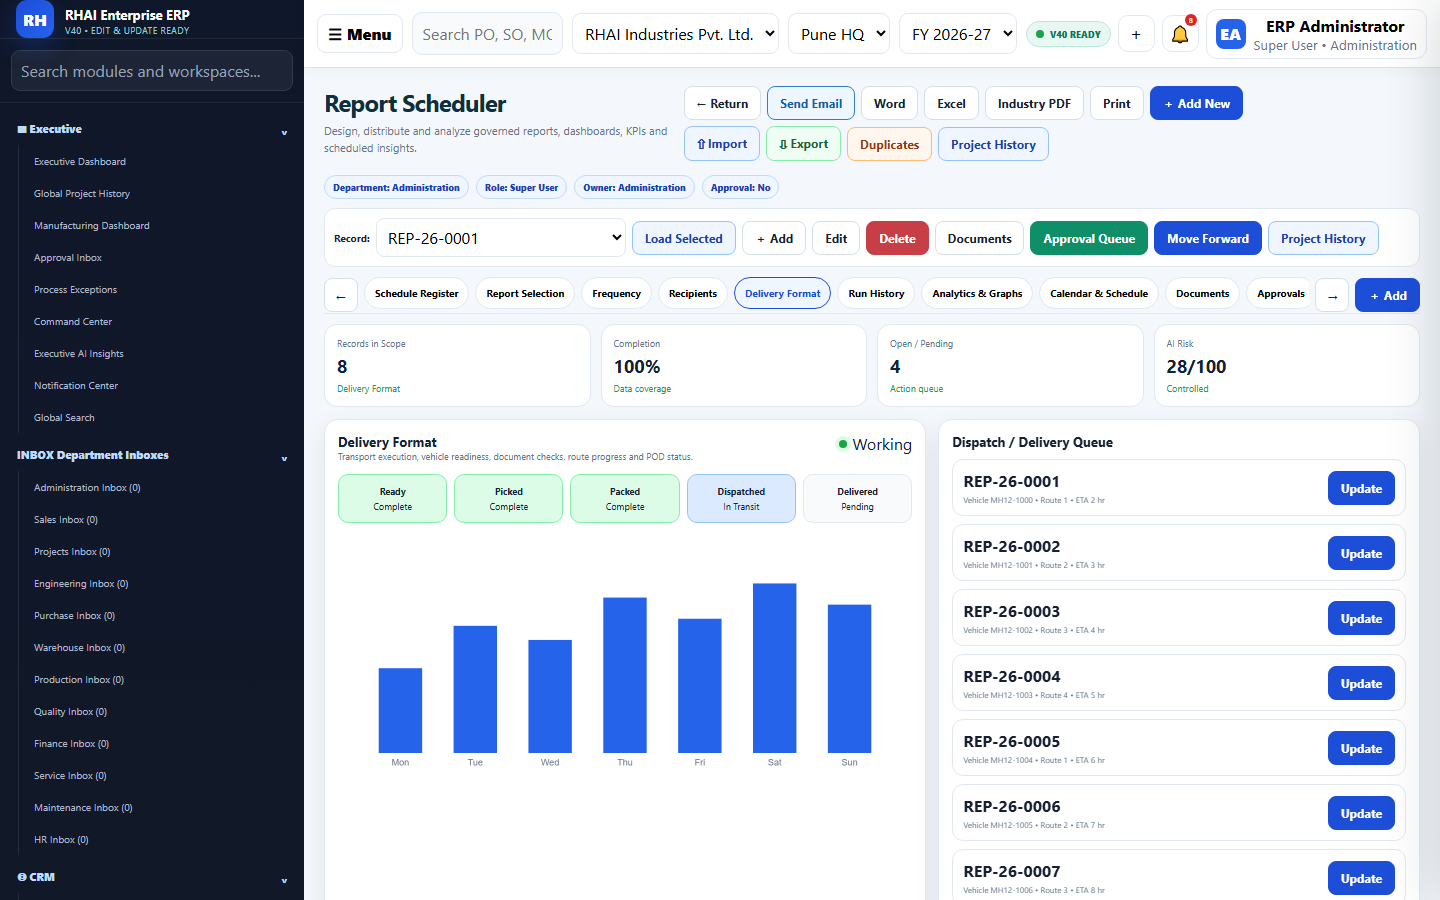 RH
RHAI Enterprise ERP
V40 • EDIT & UPDATE READY
Search modules and workspaces...
Executive
Executive Dashboard
Global Project History
Manufacturing Dashboard
Approval Inbox
Process Exceptions
Command Center
Executive AI Insights
Notification Center
Global Search
INBOX Department Inboxes
Administration Inbox (0)
Sales Inbox (0)
Projects Inbox (0)
Engineering Inbox (0)
Purchase Inbox (0)
Warehouse Inbox (0)
Production Inbox (0)
Quality Inbox (0)
Finance Inbox (0)
Service Inbox (0)
Maintenance Inbox (0)
HR Inbox (0)
CRM
☰ Menu
Search PO, SO, MO
RHAI Industries Pvt. Ltd.
Pune HQ
FY 2026-27
V40 READY
+
8
EA
ERP Administrator
Super User • Administration
Report Scheduler
Design, distribute and analyze governed reports, dashboards, KPIs and
scheduled insights.
← Return
Send Email
Word
Excel
Industry PDF
Print
+ Add New
⇧ Import
⇩ Export
Duplicates
Project History
Department: Administration
Role: Super User
Owner: Administration
Approval: No
Record:
REP-26-0001
Load Selected
+ Add
Edit
Delete
Documents
Approval Queue
Move Forward
Project History
←
Schedule Register
Report Selection
Frequency
Recipients
Delivery Format
Run History
Analytics & Graphs
Calendar & Schedule
Documents
Approvals
→
+ Add
Records in Scope
8
Delivery Format
Completion
100%
Data coverage
Open / Pending
4
Action queue
AI Risk
28/100
Controlled
Delivery Format
Transport execution, vehicle readiness, document checks, route progress and POD status.
Working
Ready
Complete
Picked
Complete
Packed
Complete
Dispatched
In Transit
Delivered
Pending
Mon
Tue
Wed
Thu
Fri
Sat
Sun
Dispatch / Delivery Queue
REP-26-0001
Vehicle MH12-1000 • Route 1 • ETA 2 hr
Update
REP-26-0002
Vehicle MH12-1001 • Route 2 • ETA 3 hr
Update
REP-26-0003
Vehicle MH12-1002 • Route 3 • ETA 4 hr
Update
REP-26-0004
Vehicle MH12-1003 • Route 4 • ETA 5 hr
Update
REP-26-0005
Vehicle MH12-1004 • Route 1 • ETA 6 hr
Update
REP-26-0006
Vehicle MH12-1005 • Route 2 • ETA 7 hr
Update
REP-26-0007
Vehicle MH12-1006 • Route 3 • ETA 8 hr
Update